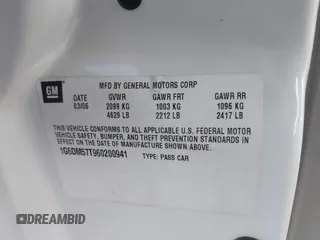 GM
MFD BY GENERAL MOTORS CORP
DATE GVWR GAWR FRT GAWR RR
03/06 2099 KG 1003 KG 1096 KG
4629 LB 2212 LB 2417 LB
THIS VEHICLE CONFORMS TO ALL APPLICABLE U.S. FEDERAL MOTOR
VEHICLE SAFETY, BUMPER, AND THEFT PREVENTION STANDARDS
IN EFFECT ON THE DATE OF MANUFACTURE SHOWN ABOVE.
1G6DM57T960200941 TYPE: PASS CAR
DREAMBID